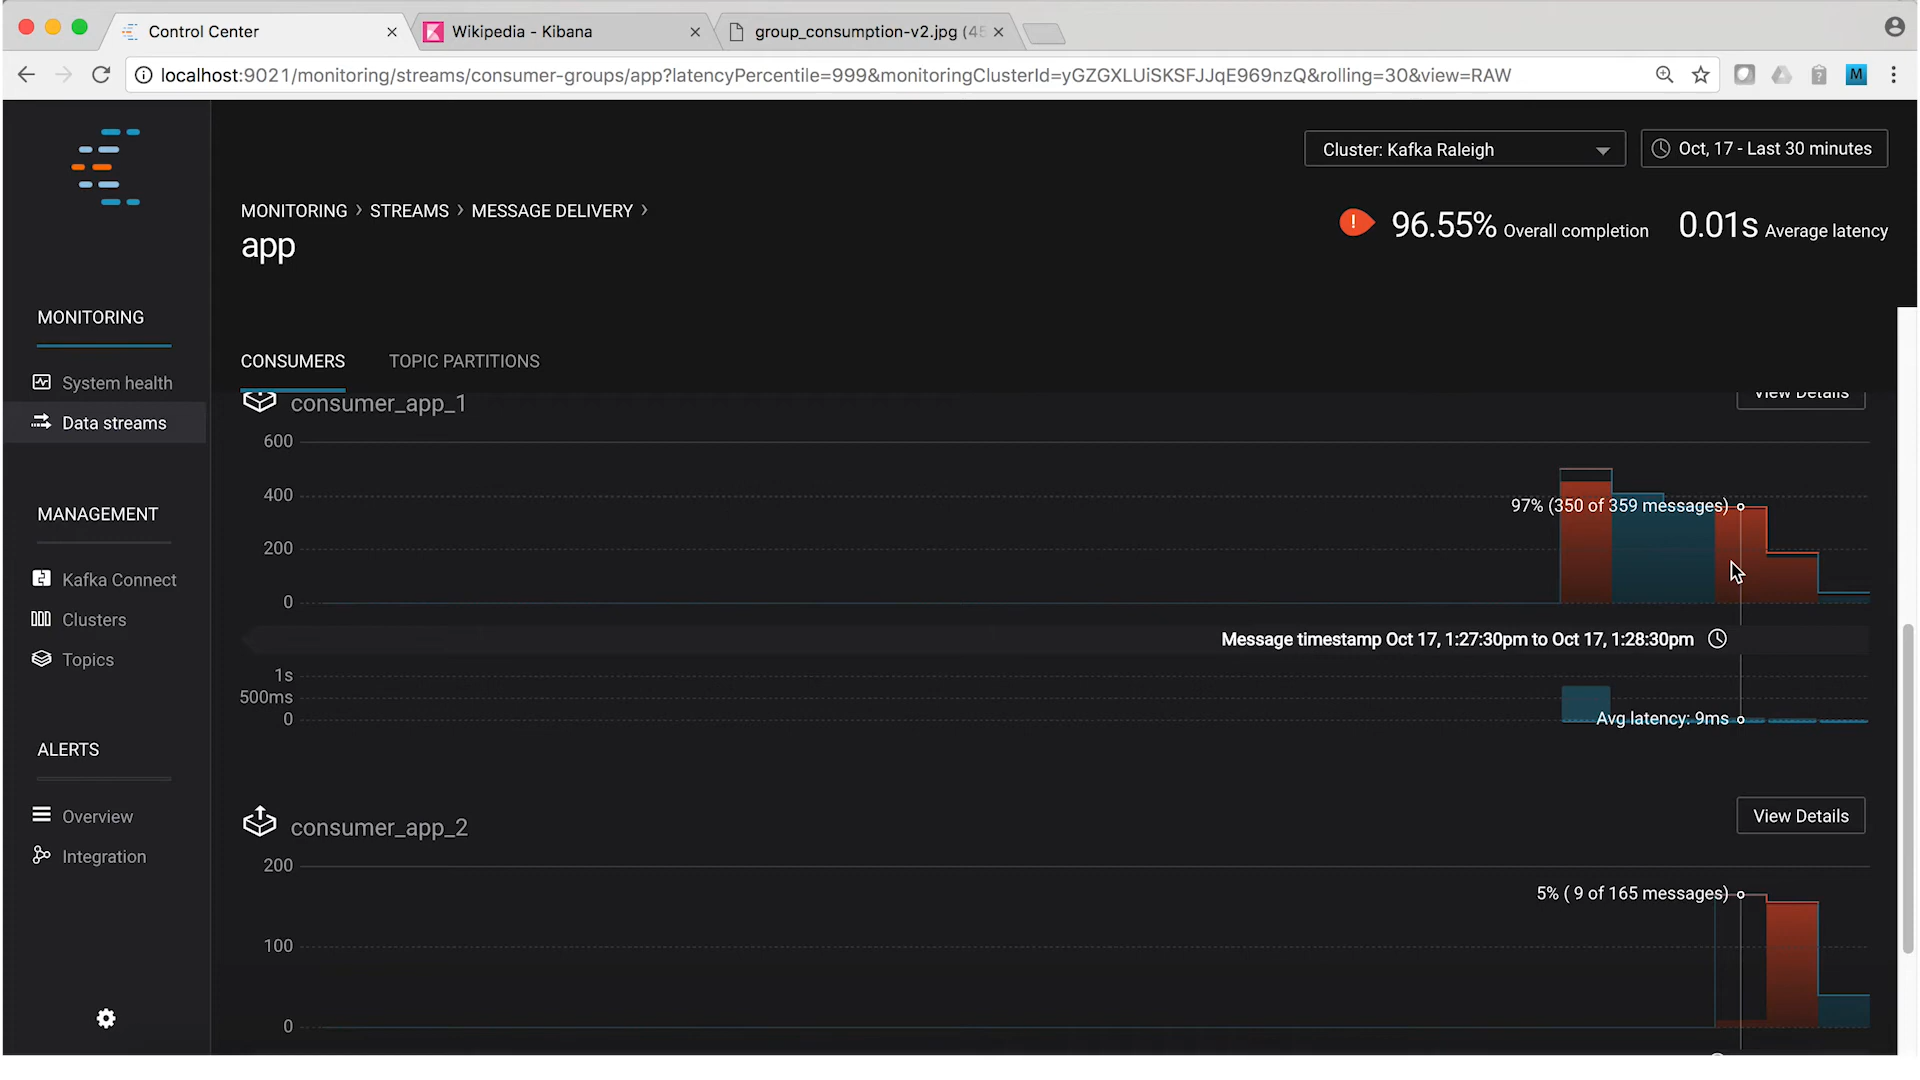 Control Center
Wikipedia - Kibana
group_consumption-v2.jpg (45
localhost:9021/monitoring/streams/consumer-groups/app?latencyPercentile=999&monitoringClusterId=yGZGXLUiSKSFJJqE969nzQ&rolling=30&view=RAW
M
Cluster: Kafka Raleigh
Oct, 17 - Last 30 minutes
MONITORING › STREAMS › MESSAGE DELIVERY ›
app
! 96.55% Overall completion 0.01s Average latency
MONITORING
System health
Data streams
MANAGEMENT
Kafka Connect
Clusters
Topics
ALERTS
Overview
Integration
CONSUMERS TOPIC PARTITIONS
consumer_app_1
View Details
600
400
200
0
97% (350 of 359 messages)
Message timestamp Oct 17, 1:27:30pm to Oct 17, 1:28:30pm
1s
500ms
0
Avg latency: 9ms
consumer_app_2
View Details
200
100
0
5% ( 9 of 165 messages)